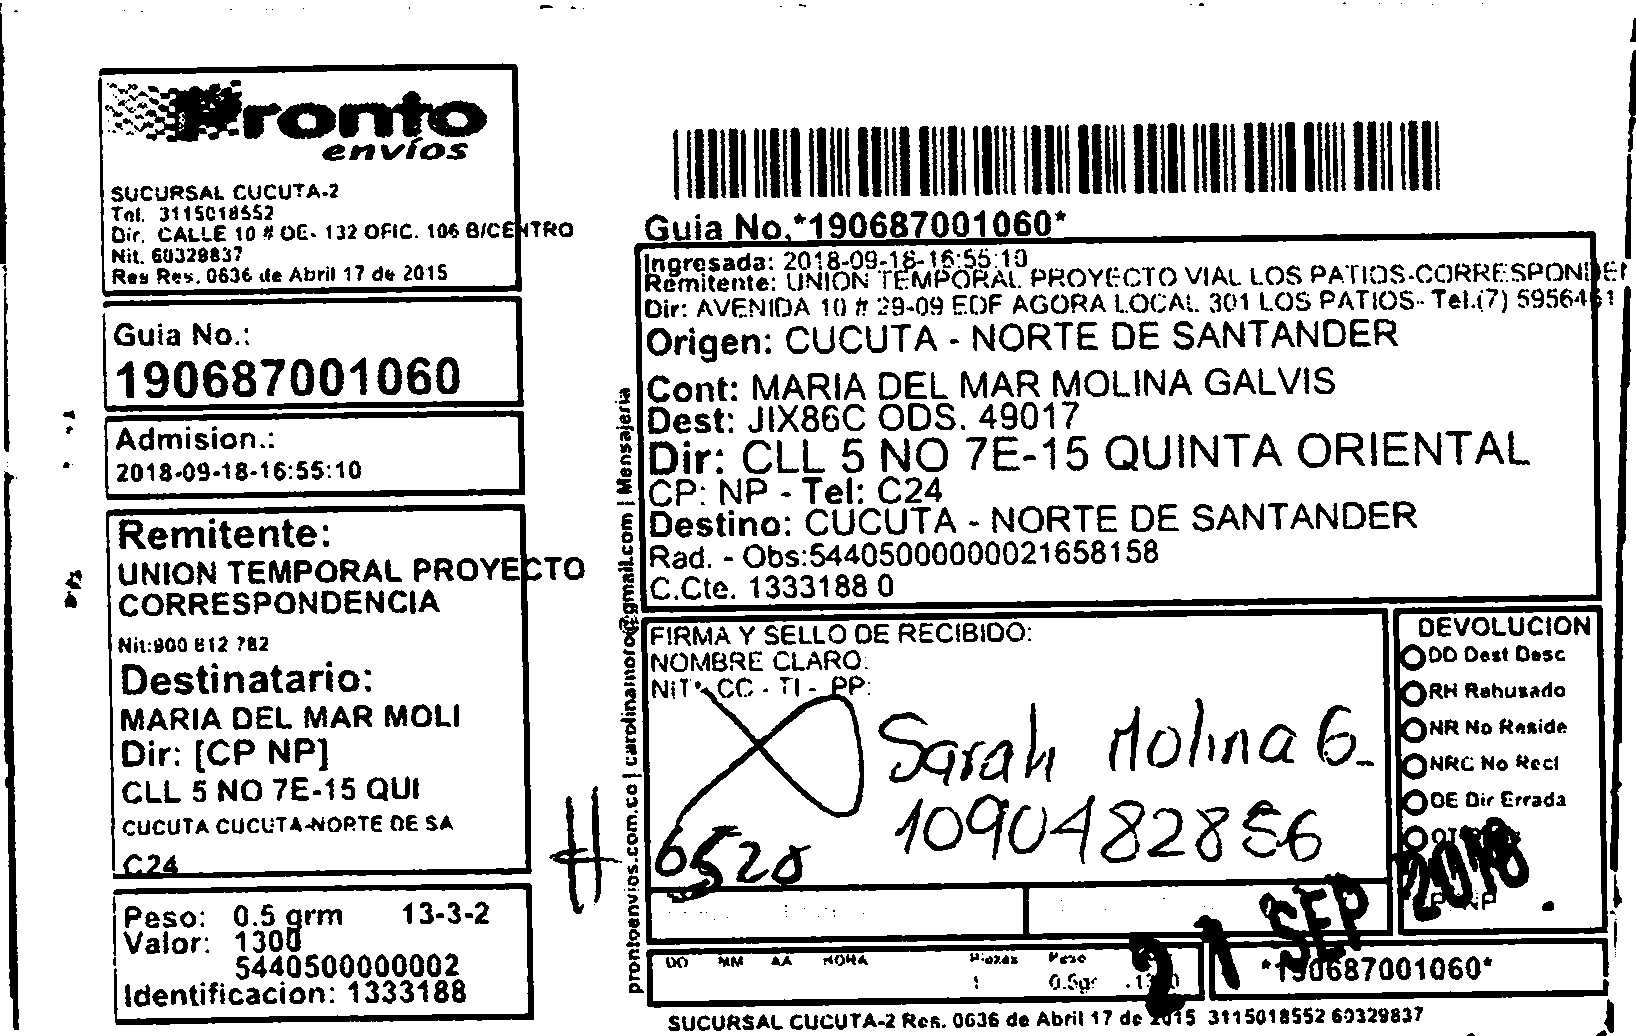 Pronto
envíos
SUCURSAL CUCUTA-2
Tel. 3115018552
Dir. CALLE 10 # OE- 132 OFIC. 106 B/CENTRO
Nit. 60329837
Res Res. 0636 de Abril 17 de 2015
Guia No.:
190687001060
Admision.:
2018-09-18-16:55:10
Remitente:
UNION TEMPORAL PROYECTO
CORRESPONDENCIA
Nit:900 812 782
Destinatario:
MARIA DEL MAR MOLI
Dir: [CP NP]
CLL 5 NO 7E-15 QUI
CUCUTA CUCUTA-NORTE DE SA
C24
Peso: 0.5 grm 13-3-2
Valor: 1300
5440500000002
Identificacion: 1333188
prontoenvios.com.co | carolinamoro@gmail.com | Mensajeria
Guia No.*190687001060*
Ingresada: 2018-09-18-16:55:10
Remitente: UNION TEMPORAL PROYECTO VIAL LOS PATIOS-CORRESPONDEN
Dir: AVENIDA 10 # 29-09 EDF AGORA LOCAL 301 LOS PATIOS- Tel.(7) 5956461
Origen: CUCUTA - NORTE DE SANTANDER
Cont: MARIA DEL MAR MOLINA GALVIS
Dest: JIX86C ODS. 49017
Dir: CLL 5 NO 7E-15 QUINTA ORIENTAL
CP: NP - Tel: C24
Destino: CUCUTA - NORTE DE SANTANDER
Rad. - Obs:54405000000021658158
C.Cte. 1333188 0
FIRMA Y SELLO DE RECIBIDO:
NOMBRE CLARO:
NIT - CC - TI - PP:
Sarah Molina G.
1090482856
6520
DEVOLUCION
DD Dest Desc
RH Rehusado
NR No Reside
NRC No Recl
DE Dir Errada
21 SEP 2018
DD MM AA HORA Piezas Peso
1 0.5gr
*190687001060*
SUCURSAL CUCUTA-2 Res. 0636 de Abril 17 de 2015 3115018552 60329837